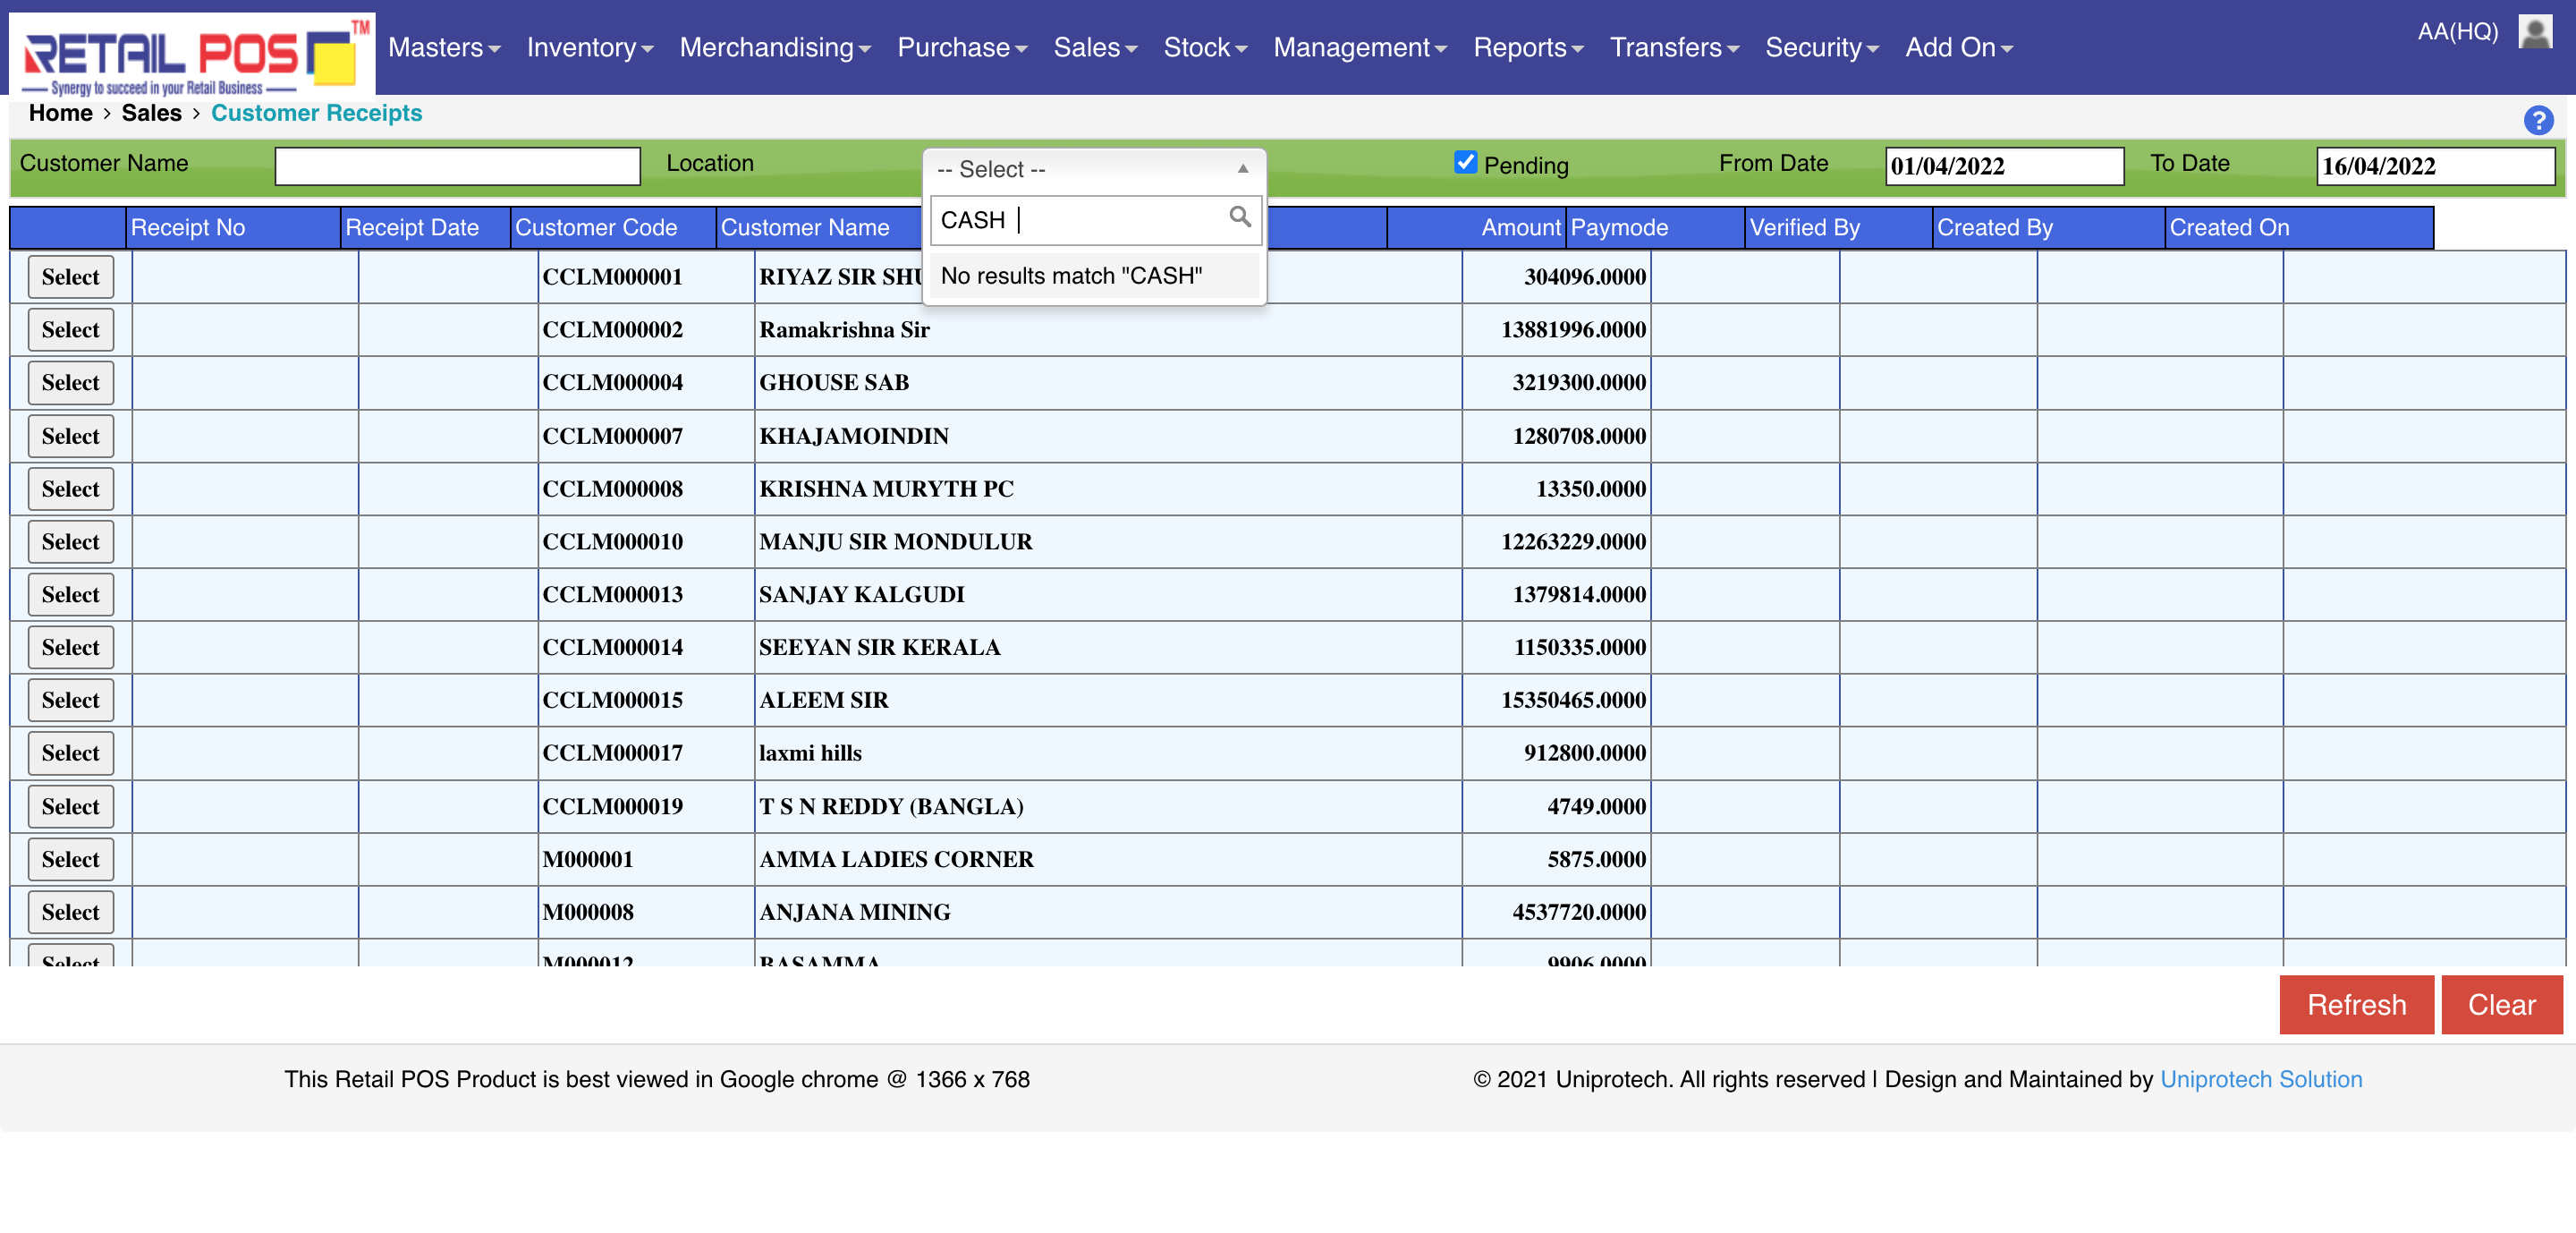 RETAIL POS TM
Synergy to succeed in your Retail Business
Masters Inventory Merchandising Purchase Sales Stock Management Reports Transfers Security Add On
AA(HQ)
Home > Sales > Customer Receipts
?
Customer Name Location -- Select -- Pending From Date 01/04/2022 To Date 16/04/2022
CASH
No results match "CASH"
Receipt No Receipt Date Customer Code Customer Name Amount Paymode Verified By Created By Created On
Select CCLM000001 RIYAZ SIR 304096.0000
Select CCLM000002 Ramakrishna Sir 13881996.0000
Select CCLM000004 GHOUSE SAB 3219300.0000
Select CCLM000007 KHAJAMOINDIN 1280708.0000
Select CCLM000008 KRISHNA MURYTH PC 13350.0000
Select CCLM000010 MANJU SIR MONDULUR 12263229.0000
Select CCLM000013 SANJAY KALGUDI 1379814.0000
Select CCLM000014 SEEYAN SIR KERALA 1150335.0000
Select CCLM000015 ALEEM SIR 15350465.0000
Select CCLM000017 laxmi hills 912800.0000
Select CCLM000019 T S N REDDY (BANGLA) 4749.0000
Select M000001 AMMA LADIES CORNER 5875.0000
Select M000008 ANJANA MINING 4537720.0000
Select M000012 BASAMMA 9906.0000
Refresh Clear
This Retail POS Product is best viewed in Google chrome @ 1366 x 768
© 2021 Uniprotech. All rights reserved | Design and Maintained by Uniprotech Solution